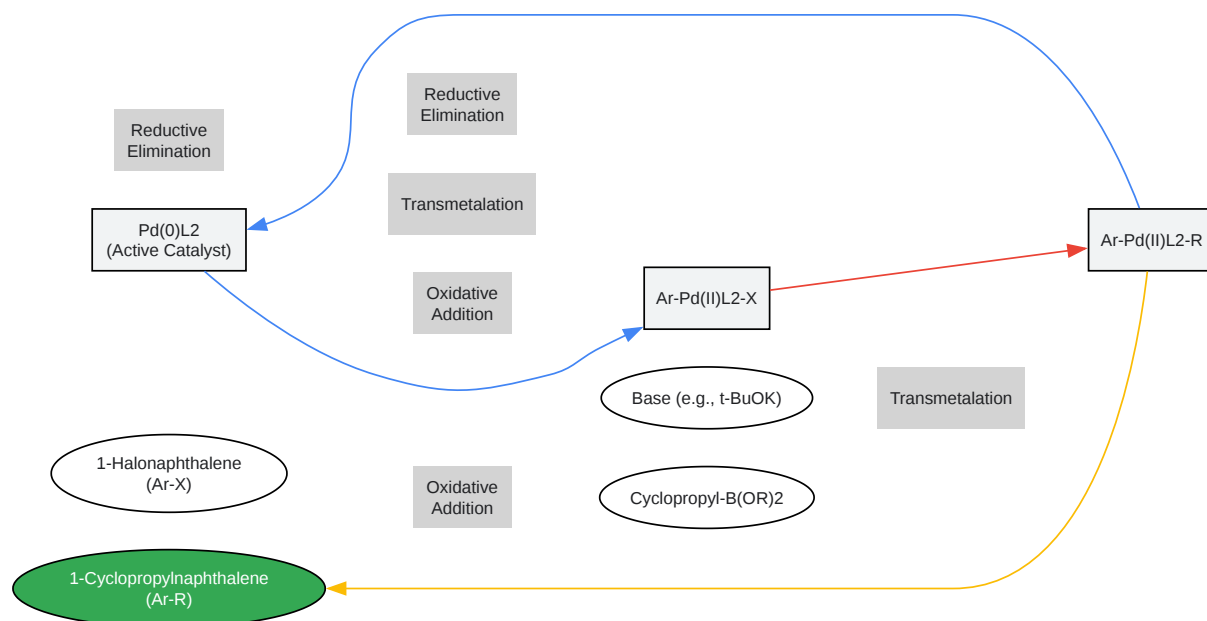 Reductive
Elimination
Reductive
Elimination
Transmetalation
Pd(0)L2
(Active Catalyst)
Ar-Pd(II)L2-R
Oxidative
Addition
Ar-Pd(II)L2-X
Base (e.g., t-BuOK)
Transmetalation
1-Halonaphthalene
(Ar-X)
Oxidative
Addition
Cyclopropyl-B(OR)2
1-Cyclopropylnaphthalene
(Ar-R)